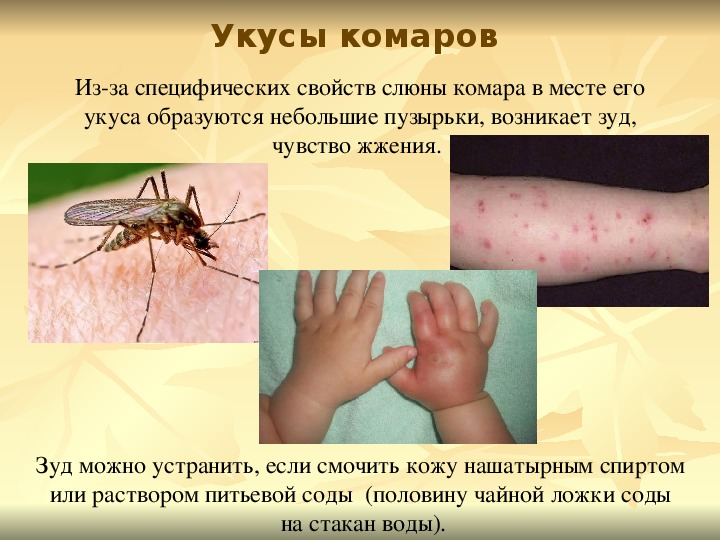 Укусы комаров
Из-за специфических свойств слюны комара в месте его
укуса образуются небольшие пузырьки, возникает зуд,
чувство жжения.
Зуд можно устранить, если смочить кожу нашатырным спиртом
или раствором питьевой соды (половину чайной ложки соды
на стакан воды).